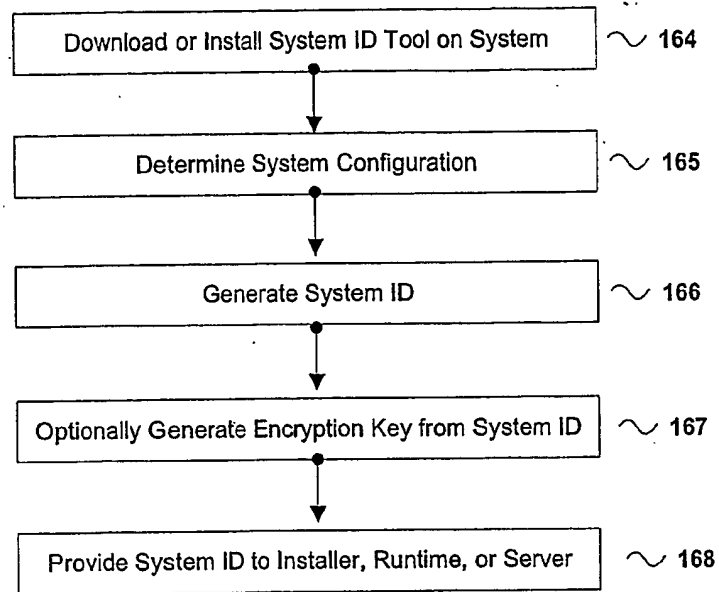 Download or Install System ID Tool on System 164
Determine System Configuration 165
Generate System ID 166
Optionally Generate Encryption Key from System ID 167
Provide System ID to Installer, Runtime, or Server 168